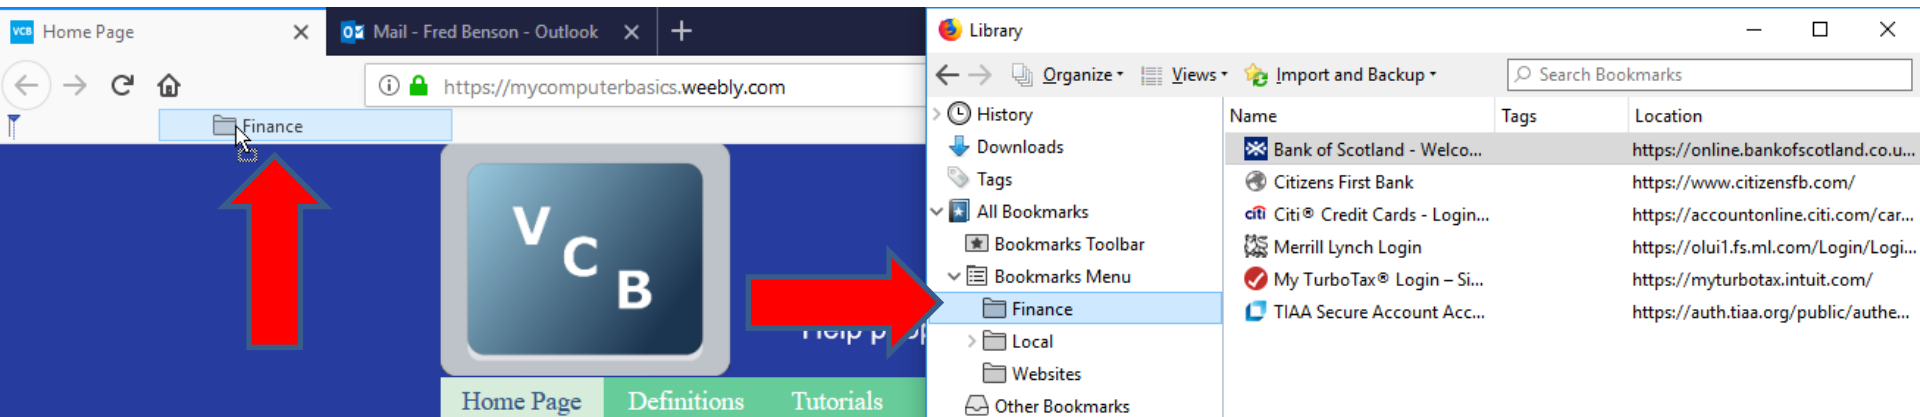 VCB Home Page
Mail - Fred Benson - Outlook
https://mycomputerbasics.weebly.com
Finance
V
C
B
Help
Home Page Definitions Tutorials
Library
Organize Views Import and Backup Search Bookmarks
History
Downloads
Tags
All Bookmarks
Bookmarks Toolbar
Bookmarks Menu
Finance
Local
Websites
Other Bookmarks
Name Tags Location
Bank of Scotland - Welco... https://online.bankofscotland.co.u...
Citizens First Bank https://www.citizensfb.com/
citi Citi® Credit Cards - Login... https://accountonline.citi.com/car...
Merrill Lynch Login https://olui1.fs.ml.com/Login/Logi...
My TurboTax® Login – Si... https://myturbotax.intuit.com/
TIAA Secure Account Acc... https://auth.tiaa.org/public/authe...